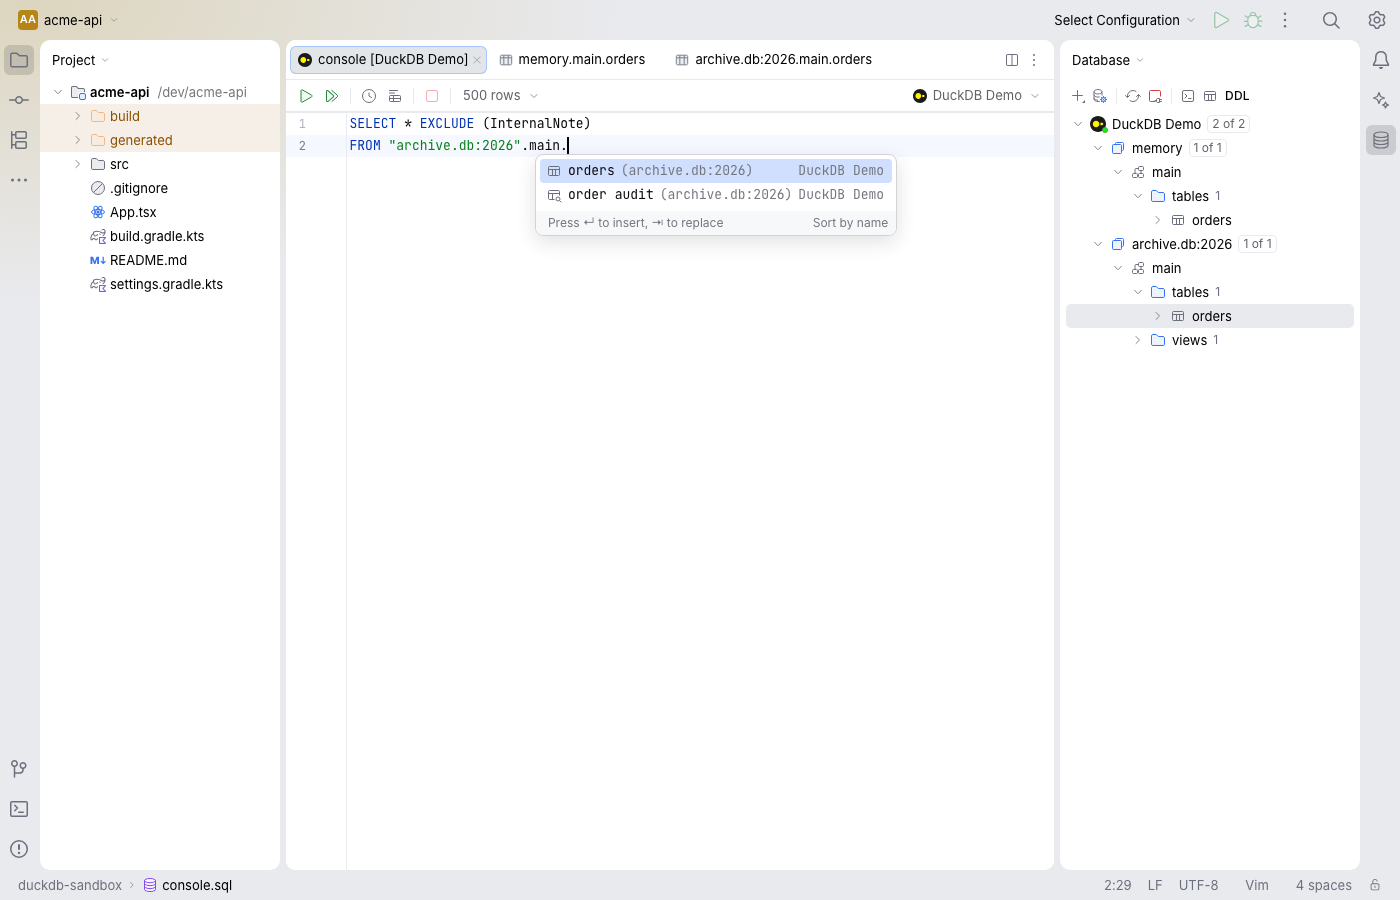 AA acme-api
Select Configuration
Project
acme-api /dev/acme-api
build
generated
src
.gitignore
App.tsx
build.gradle.kts
M↓ README.md
settings.gradle.kts
console [DuckDB Demo]
memory.main.orders
archive.db:2026.main.orders
500 rows
DuckDB Demo
1 SELECT * EXCLUDE (InternalNote)
2 FROM "archive.db:2026".main.
orders (archive.db:2026) DuckDB Demo
order audit (archive.db:2026) DuckDB Demo
Press ↵ to insert, ⇥ to replace Sort by name
Database
DDL
DuckDB Demo 2 of 2
memory 1 of 1
main
tables 1
orders
archive.db:2026 1 of 1
main
tables 1
orders
views 1
duckdb-sandbox › console.sql
2:29 LF UTF-8 Vim 4 spaces